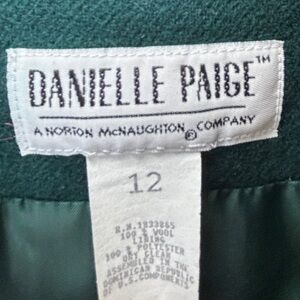 DANIELLE PAIGE™
A NORTON McNAUGHTON® COMPANY
12
R.N.1833865
100 % WOOL
LINING
100 % POLYESTER
DRY CLEAN
ASSEMBLED IN THE
DOMINICAN REPUBLIC
OF U.S.COMPONENTS